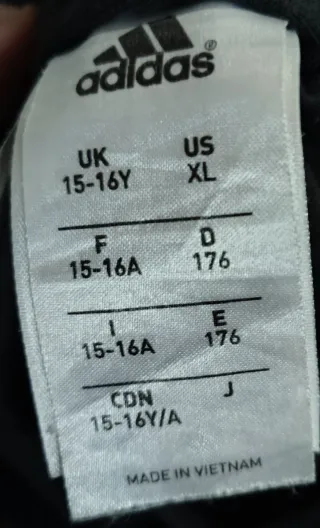 adidas®
UK US
15-16Y XL
F D
15-16A 176
I E
15-16A 176
CDN J
15-16Y/A
MADE IN VIETNAM